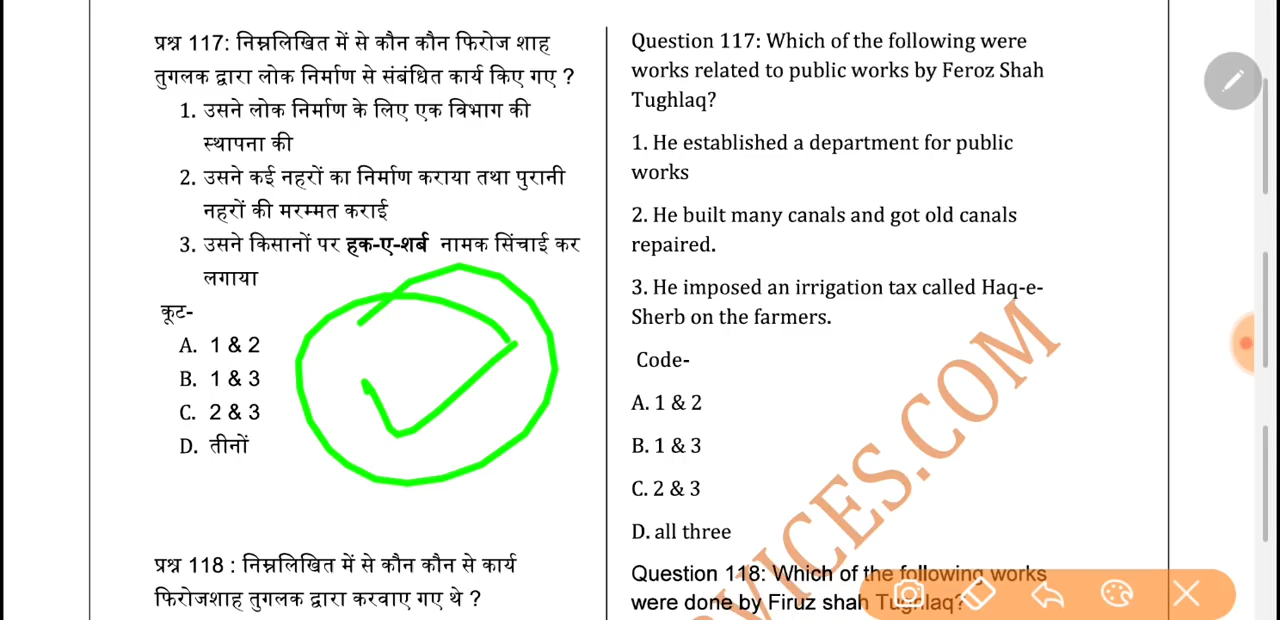 प्रश्न 117: निम्नलिखित में से कौन कौन फिरोज शाह
तुगलक द्वारा लोक निर्माण से संबंधित कार्य किए गए ?
1. उसने लोक निर्माण के लिए एक विभाग की
स्थापना की
2. उसने कई नहरों का निर्माण कराया तथा पुरानी
नहरों की मरम्मत कराई
3. उसने किसानों पर हक-ए-शर्ब नामक सिंचाई कर
लगाया
कूट-
A. 1 & 2
B. 1 & 3
C. 2 & 3
D. तीनों
प्रश्न 118 : निम्नलिखित में से कौन कौन से कार्य
फिरोजशाह तुगलक द्वारा करवाए गए थे ?
Question 117: Which of the following were
works related to public works by Feroz Shah
Tughlaq?
1. He established a department for public
works
2. He built many canals and got old canals
repaired.
3. He imposed an irrigation tax called Haq-e-
Sherb on the farmers.
Code-
A. 1 & 2
B. 1 & 3
C. 2 & 3
D. all three
Question 118: Which of the following works
were done by Firuz shah Tughlaq?
VICES.COM